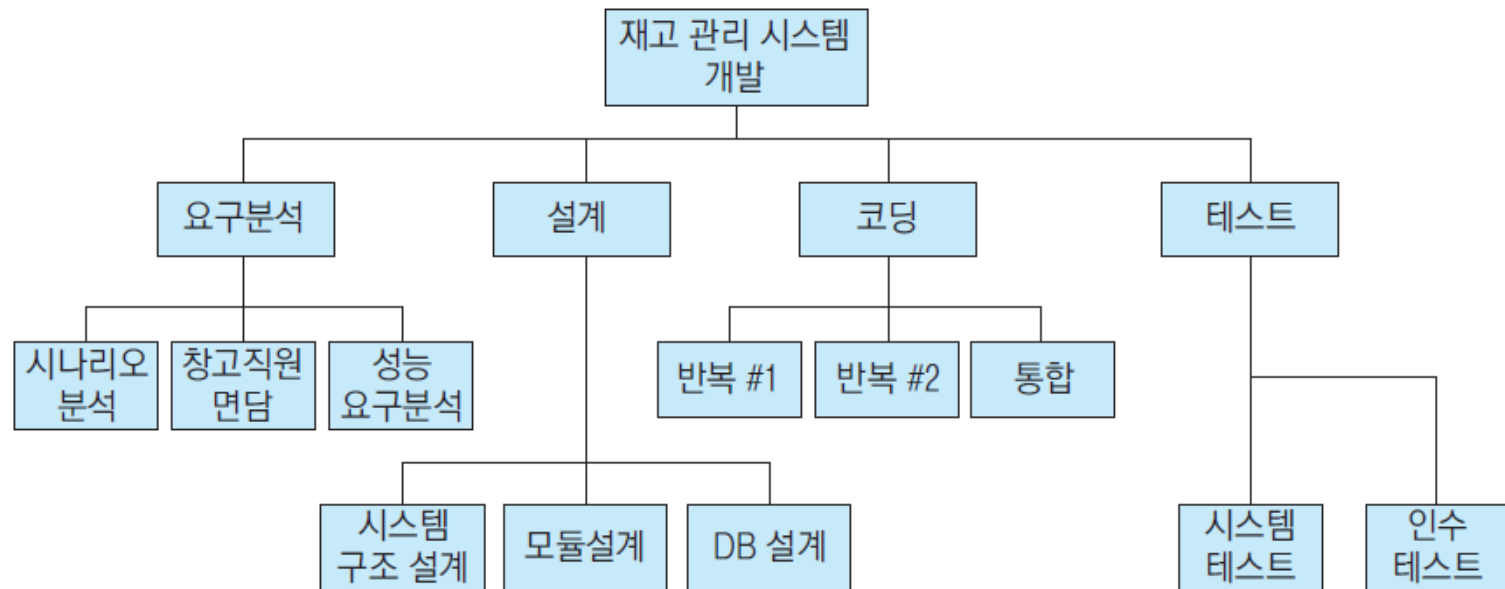 재고 관리 시스템
개발
요구분석
설계
코딩
테스트
시나리오
분석
창고직원
면담
성능
요구분석
반복 #1
반복 #2
통합
시스템
구조 설계
모듈설계
DB 설계
시스템
테스트
인수
테스트